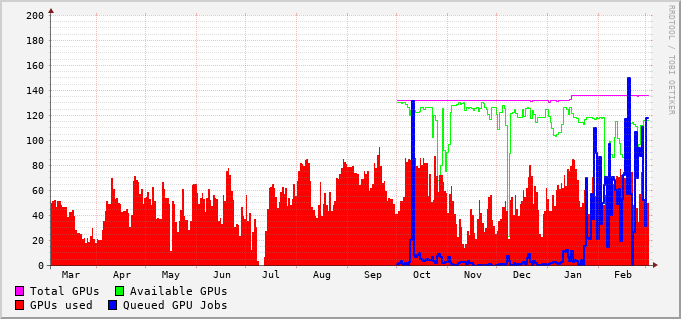 200
180
160
140
120
100
80
60
40
20
0
Mar Apr May Jun Jul Aug Sep Oct Nov Dec Jan Feb
Total GPUs Available GPUs
GPUs used Queued GPU Jobs
RRDTOOL / TOBI OETIKER